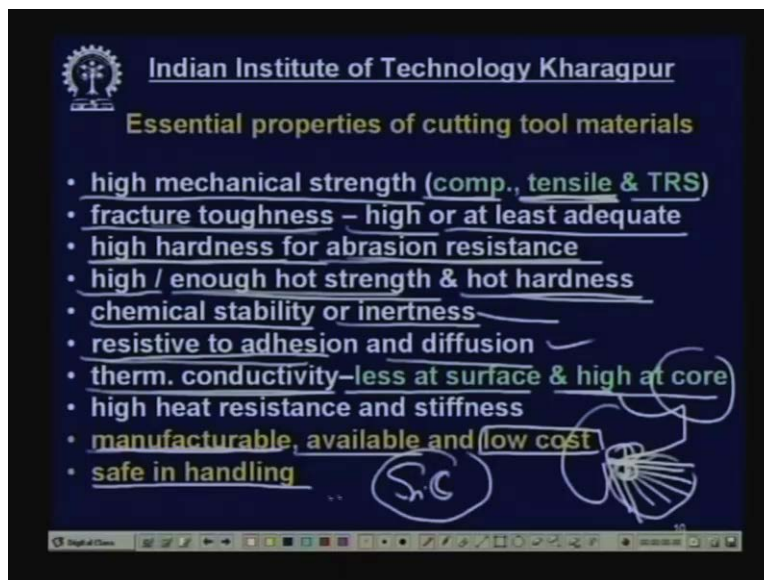 Indian Institute of Technology Kharagpur
Essential properties of cutting tool materials
• high mechanical strength (comp., tensile & TRS)
• fracture toughness – high or at least adequate
• high hardness for abrasion resistance
• high / enough hot strength & hot hardness
• chemical stability or inertness
• resistive to adhesion and diffusion
• therm. conductivity–less at surface & high at core
• high heat resistance and stiffness
• manufacturable, available and low cost
• safe in handling
10
Digital Class